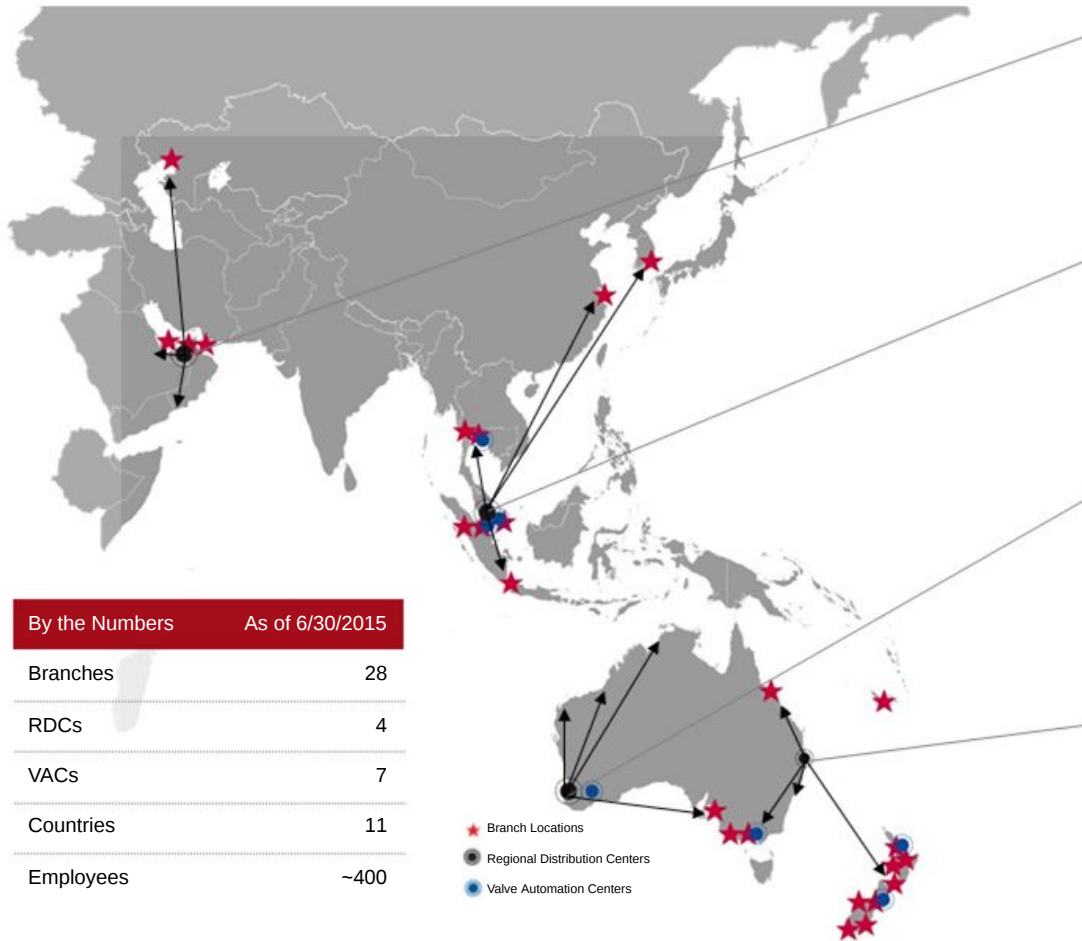 By the Numbers As of 6/30/2015
Branches 28
RDCs 4
VACs 7
Countries 11
Employees ~400
Branch Locations
Regional Distribution Centers
Valve Automation Centers